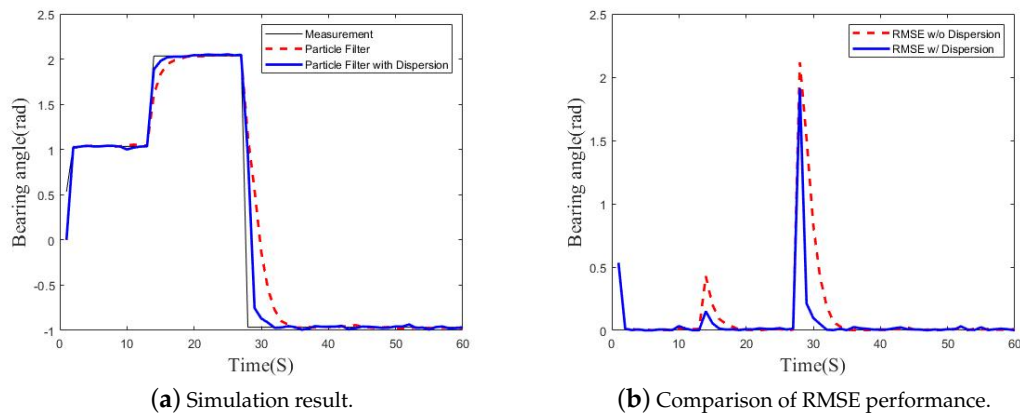 2.5
2
1.5
1
0.5
0
-0.5
-1
Bearing angle(rad)
0
10
20
30
40
50
60
Time(S)
Measurement
Particle Filter
Particle Filter with Dispersion
(a) Simulation result.
2.5
2
1.5
1
0.5
0
Bearing angle(rad)
0
10
20
30
40
50
60
Time(S)
RMSE w/o Dispersion
RMSE w/ Dispersion
(b) Comparison of RMSE performance.